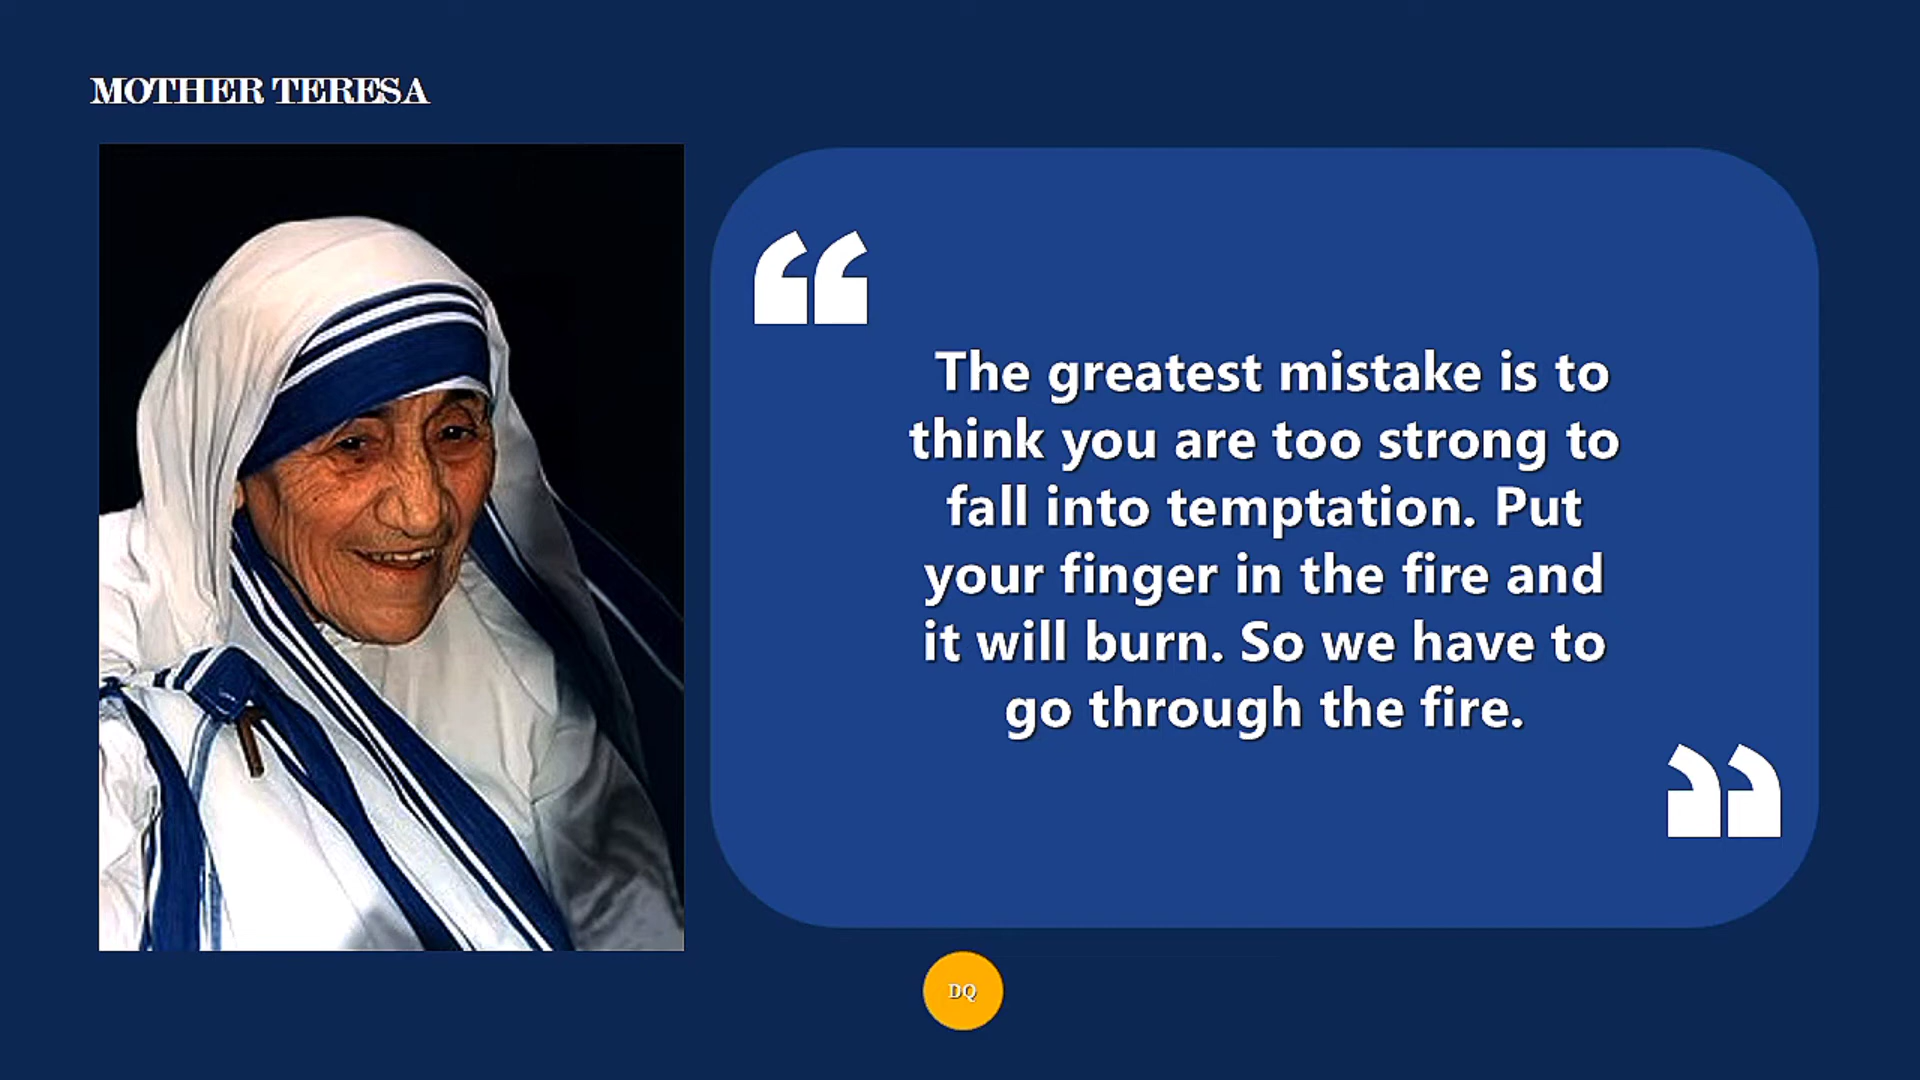 MOTHER TERESA
“
The greatest mistake is to
think you are too strong to
fall into temptation. Put
your finger in the fire and
it will burn. So we have to
go through the fire.
”
DQ